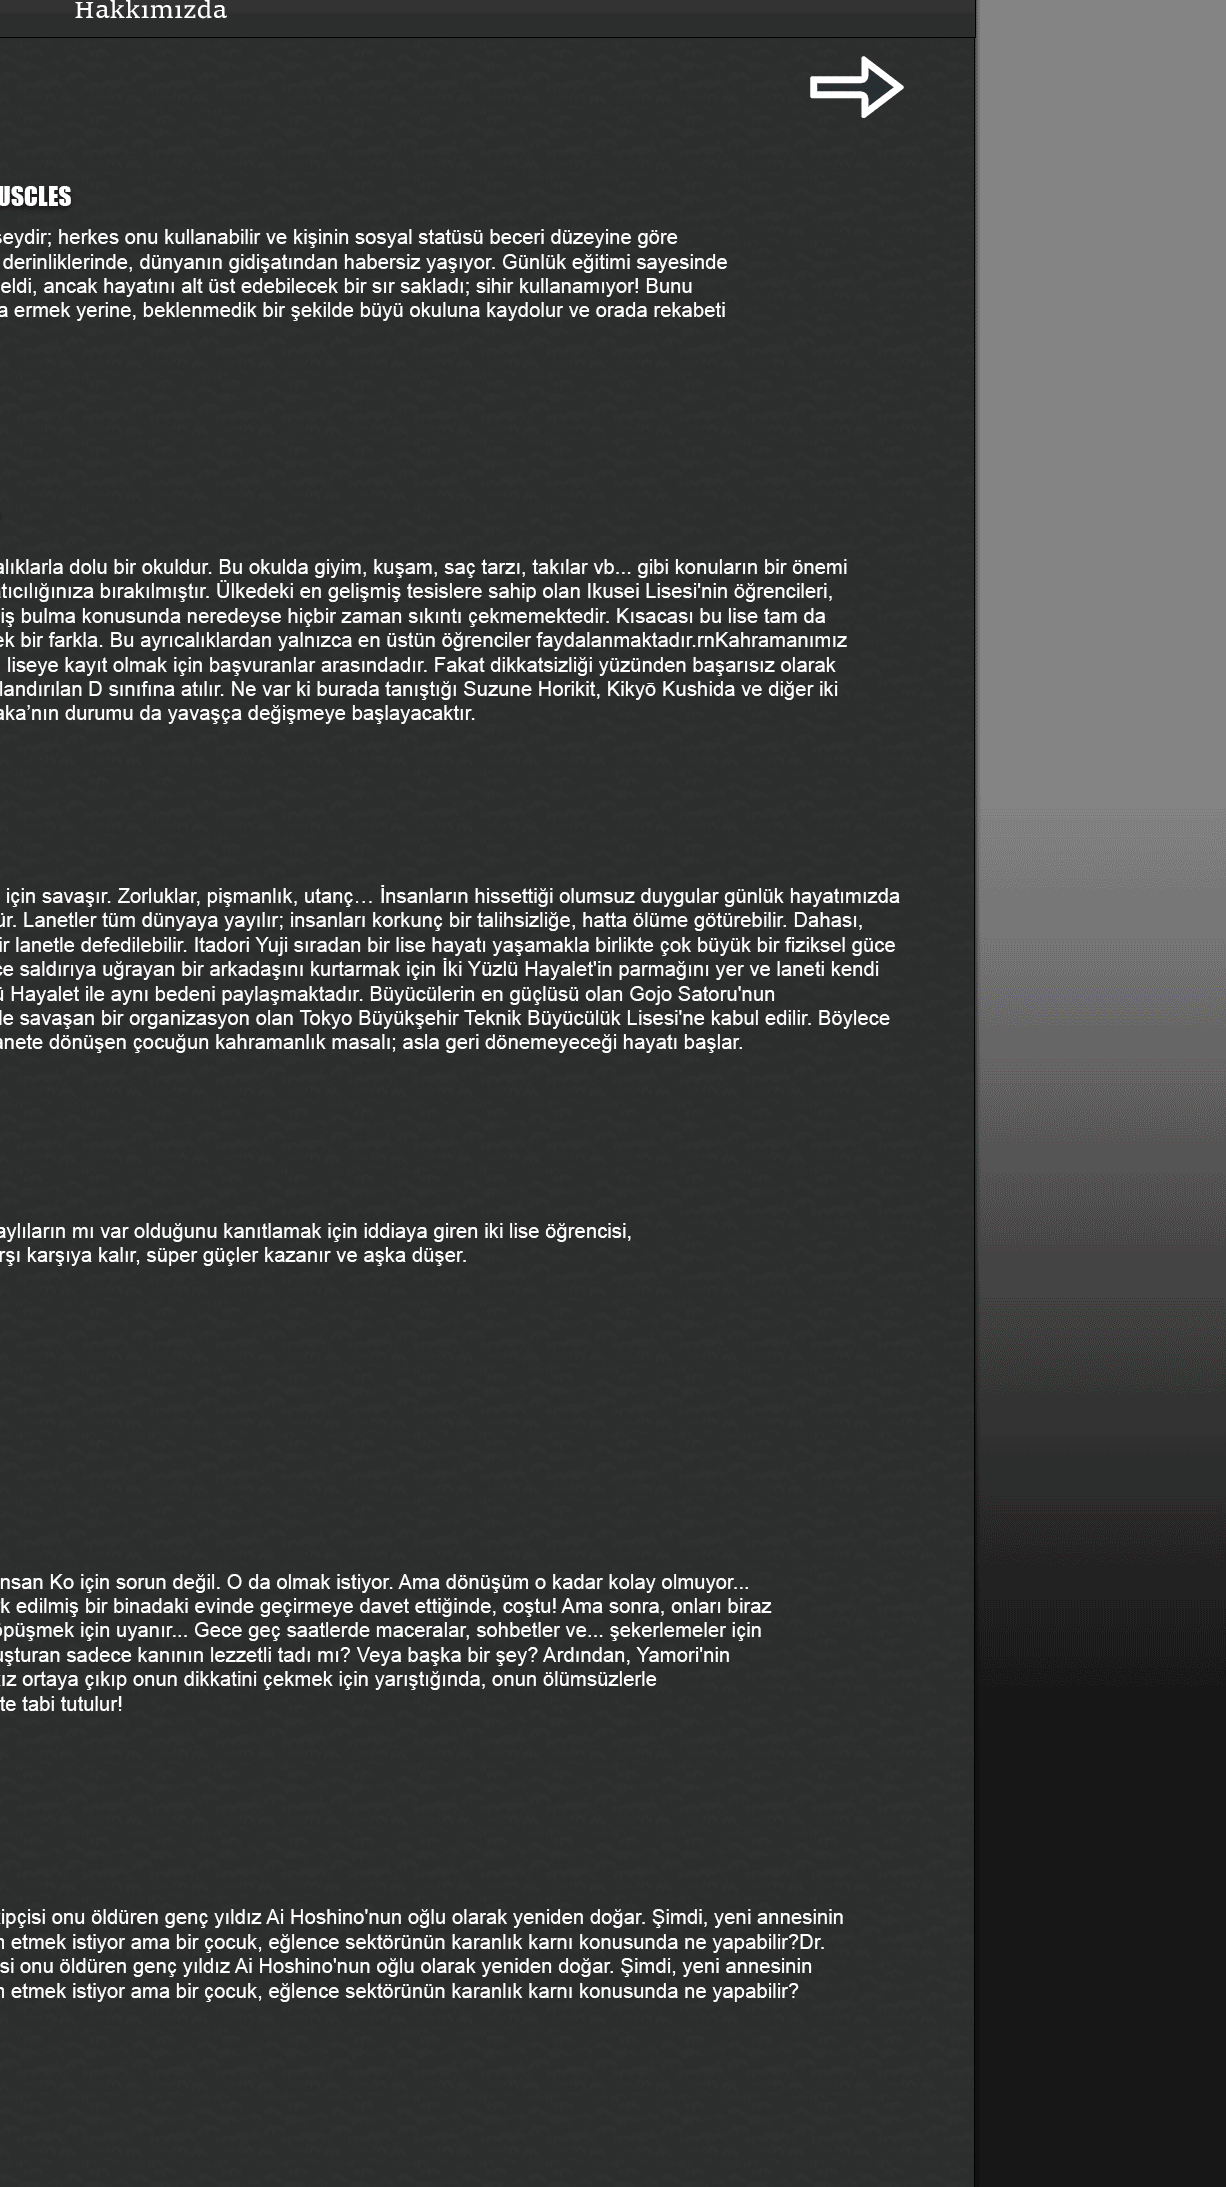 Hakkımızda
USCLES
şeydir; herkes onu kullanabilir ve kişinin sosyal statüsü beceri düzeyine göre
derinliklerinde, dünyanın gidişatından habersiz yaşıyor. Günlük eğitimi sayesinde
eldi, ancak hayatını alt üst edebilecek bir sır sakladı; sihir kullanamıyor! Bunu
a ermek yerine, beklenmedik bir şekilde büyü okuluna kaydolur ve orada rekabeti
alıklarla dolu bir okuldur. Bu okulda giyim, kuşam, saç tarzı, takılar vb... gibi konuların bir önemi
atıcılığınıza bırakılmıştır. Ülkedeki en gelişmiş tesislere sahip olan Ikusei Lisesi'nin öğrencileri,
iş bulma konusunda neredeyse hiçbir zaman sıkıntı çekmemektedir. Kısacası bu lise tam da
ek bir farkla. Bu ayrıcalıklardan yalnızca en üstün öğrenciler faydalanmaktadır.rnKahramanımız
liseye kayıt olmak için başvuranlar arasındadır. Fakat dikkatsizliği yüzünden başarısız olarak
landırılan D sınıfına atılır. Ne var ki burada tanıştığı Suzune Horikit, Kikyō Kushida ve diğer iki
aka’nın durumu da yavaşça değişmeye başlayacaktır.
için savaşır. Zorluklar, pişmanlık, utanç… İnsanların hissettiği olumsuz duygular günlük hayatımızda
ür. Lanetler tüm dünyaya yayılır; insanları korkunç bir talihsizliğe, hatta ölüme götürebilir. Dahası,
ir lanetle defedilebilir. Itadori Yuji sıradan bir lise hayatı yaşamakla birlikte çok büyük bir fiziksel güce
ce saldırıya uğrayan bir arkadaşını kurtarmak için İki Yüzlü Hayalet'in parmağını yer ve laneti kendi
ü Hayalet ile aynı bedeni paylaşmaktadır. Büyücülerin en güçlüsü olan Gojo Satoru'nun
le savaşan bir organizasyon olan Tokyo Büyükşehir Teknik Büyücülük Lisesi'ne kabul edilir. Böylece
anete dönüşen çocuğun kahramanlık masalı; asla geri dönemeyeceği hayatı başlar.
aylıların mı var olduğunu kanıtlamak için iddiaya giren iki lise öğrencisi,
rşı karşıya kalır, süper güçler kazanır ve aşka düşer.
nsan Ko için sorun değil. O da olmak istiyor. Ama dönüşüm o kadar kolay olmuyor...
k edilmiş bir binadaki evinde geçirmeye davet ettiğinde, coştu! Ama sonra, onları biraz
öpüşmek için uyanır... Gece geç saatlerde maceralar, sohbetler ve... şekerlemeler için
uşturan sadece kanının lezzetli tadı mı? Veya başka bir şey? Ardından, Yamori'nin
kız ortaya çıkıp onun dikkatini çekmek için yarıştığında, onun ölümsüzlerle
te tabi tutulur!
ipçisi onu öldüren genç yıldız Ai Hoshino'nun oğlu olarak yeniden doğar. Şimdi, yeni annesinin
n etmek istiyor ama bir çocuk, eğlence sektörünün karanlık karnı konusunda ne yapabilir?Dr.
si onu öldüren genç yıldız Ai Hoshino'nun oğlu olarak yeniden doğar. Şimdi, yeni annesinin
n etmek istiyor ama bir çocuk, eğlence sektörünün karanlık karnı konusunda ne yapabilir?